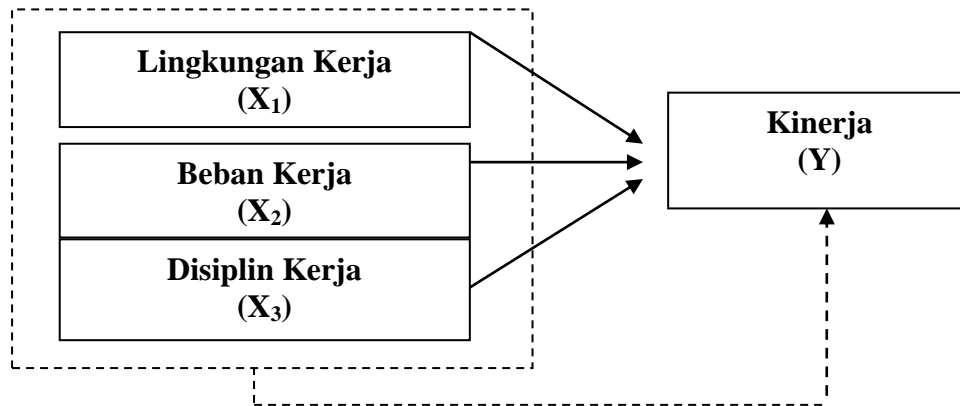 Lingkungan Kerja
(X₁)
Beban Kerja
(X₂)
Disiplin Kerja
(X₃)
Kinerja
(Y)